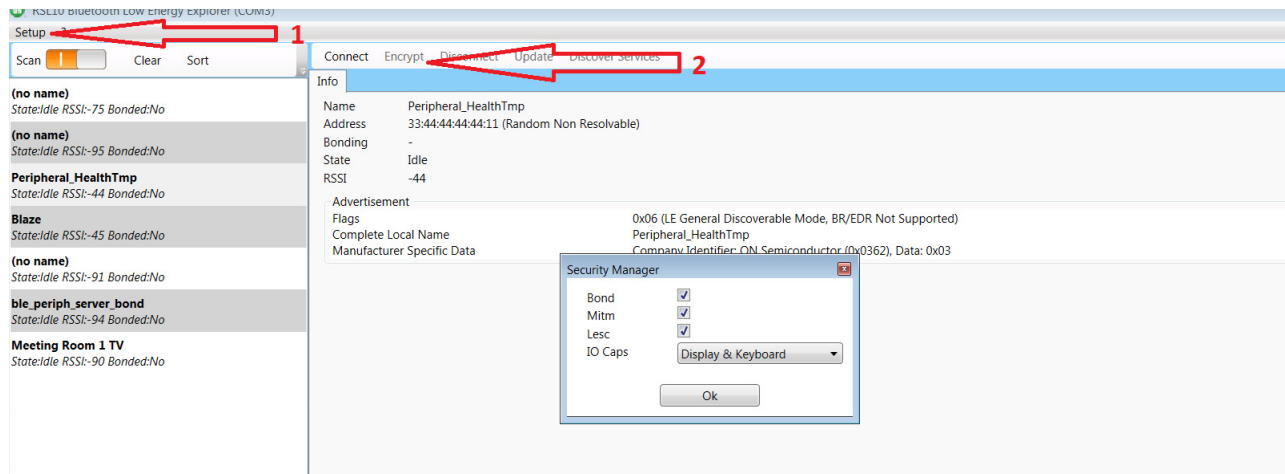 RSL10 Bluetooth Low Energy Explorer (COM3)
Setup ?
1
Scan Clear Sort
Connect Encrypt Disconnect Update Discover Services
2
Info
(no name)
State:Idle RSSI:-75 Bonded:No
(no name)
State:Idle RSSI:-95 Bonded:No
Peripheral_HealthTmp
State:Idle RSSI:-44 Bonded:No
Blaze
State:Idle RSSI:-45 Bonded:No
(no name)
State:Idle RSSI:-91 Bonded:No
ble_periph_server_bond
State:Idle RSSI:-94 Bonded:No
Meeting Room 1 TV
State:Idle RSSI:-90 Bonded:No
Name Peripheral_HealthTmp
Address 33:44:44:44:44:11 (Random Non Resolvable)
Bonding -
State Idle
RSSI -44
Advertisement
Flags 0x06 (LE General Discoverable Mode, BR/EDR Not Supported)
Complete Local Name Peripheral_HealthTmp
Manufacturer Specific Data Company Identifier: ON Semiconductor (0x0362), Data: 0x03
Security Manager
Bond
Mitm
Lesc
IO Caps Display & Keyboard
Ok